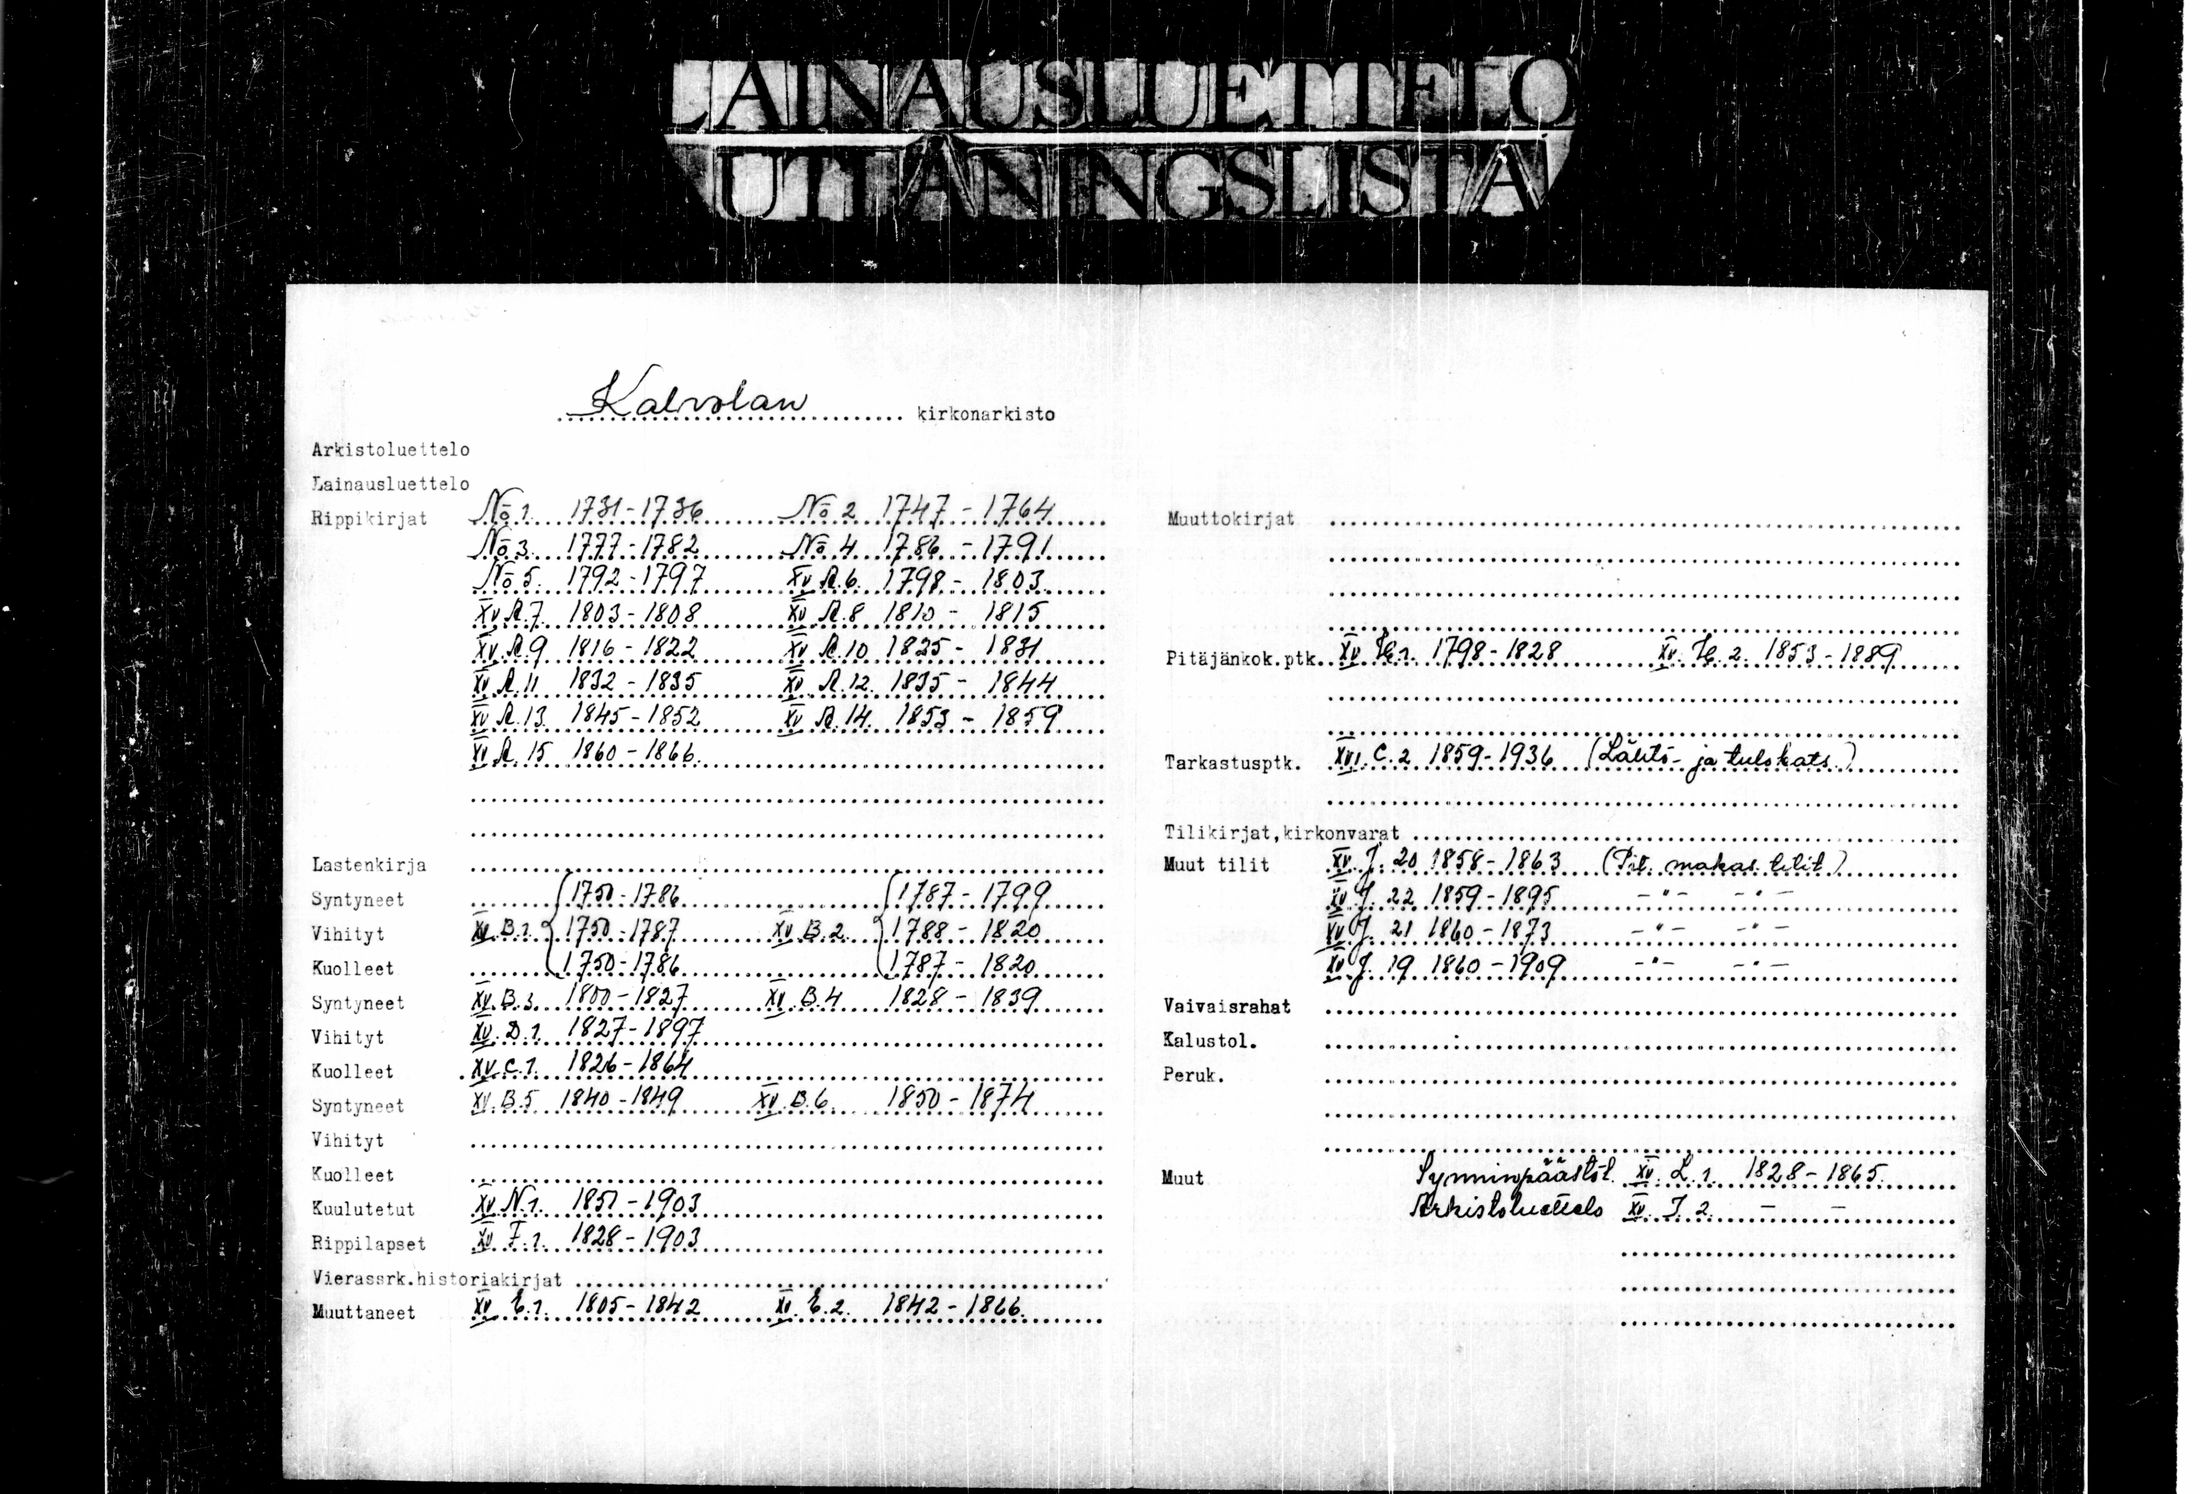 LAINAUSLUETTELO
UTLÅNINGSLISTA
Kalvolan kirkonarkisto
Arkistoluettelo
Lainausluettelo
Rippikirjat No 1. 1731-1736 No 2 1747-1764
No 3. 1777-1782 No 4 1786-1791
No 5. 1792-1797 XV A.6. 1798-1803
XV A.7 1803-1808 XV A.8 1810-1815
XV A.9 1816-1822 XV A.10 1825-1831
XV A.11 1832-1835 XV A.12. 1835-1844
XV A.13. 1845-1852 XV A.14. 1853-1859
XV A.15 1860-1866
Lastenkirja
Syntyneet 1750-1786 1787-1799
Vihityt XV B.1. 1750-1787 XV B.2. 1788-1820
Kuolleet 1750-1786 1787-1820
Syntyneet XV B.3. 1800-1827 XV B.4 1828-1839
Vihityt XV D.1. 1827-1897
Kuolleet XV C.1. 1826-1864
Syntyneet XV B.5 1840-1849 XV B.6. 1850-1874
Vihityt
Kuolleet
Kuulutetut XV N.1. 1851-1903
Rippilapset XV F.1. 1828-1903
Vierassrk.historiakirjat
Muuttaneet XV E.1. 1805-1842 XV E.2. 1842-1866
Muuttokirjat
Pitäjänkok.ptk. XV K.1. 1798-1828 XV K.2. 1853-1889
Tarkastusptk. XVI C.2 1859-1936 (Lähtö- ja tulokats.)
Tilikirjat,kirkonvarat
Muut tilit XV J. 20 1858-1863 (Pit. makas. tilit)
XV J. 22 1859-1895 -"- -"-
XV J. 21 1860-1873 -"- -"-
XV J. 19 1860-1909 -"- -"-
Vaivaisrahat
Kalustol.
Peruk.
Muut Synninpäästöl. XV L.1. 1828-1865.
Arkistoluettelo XV I 2. - -